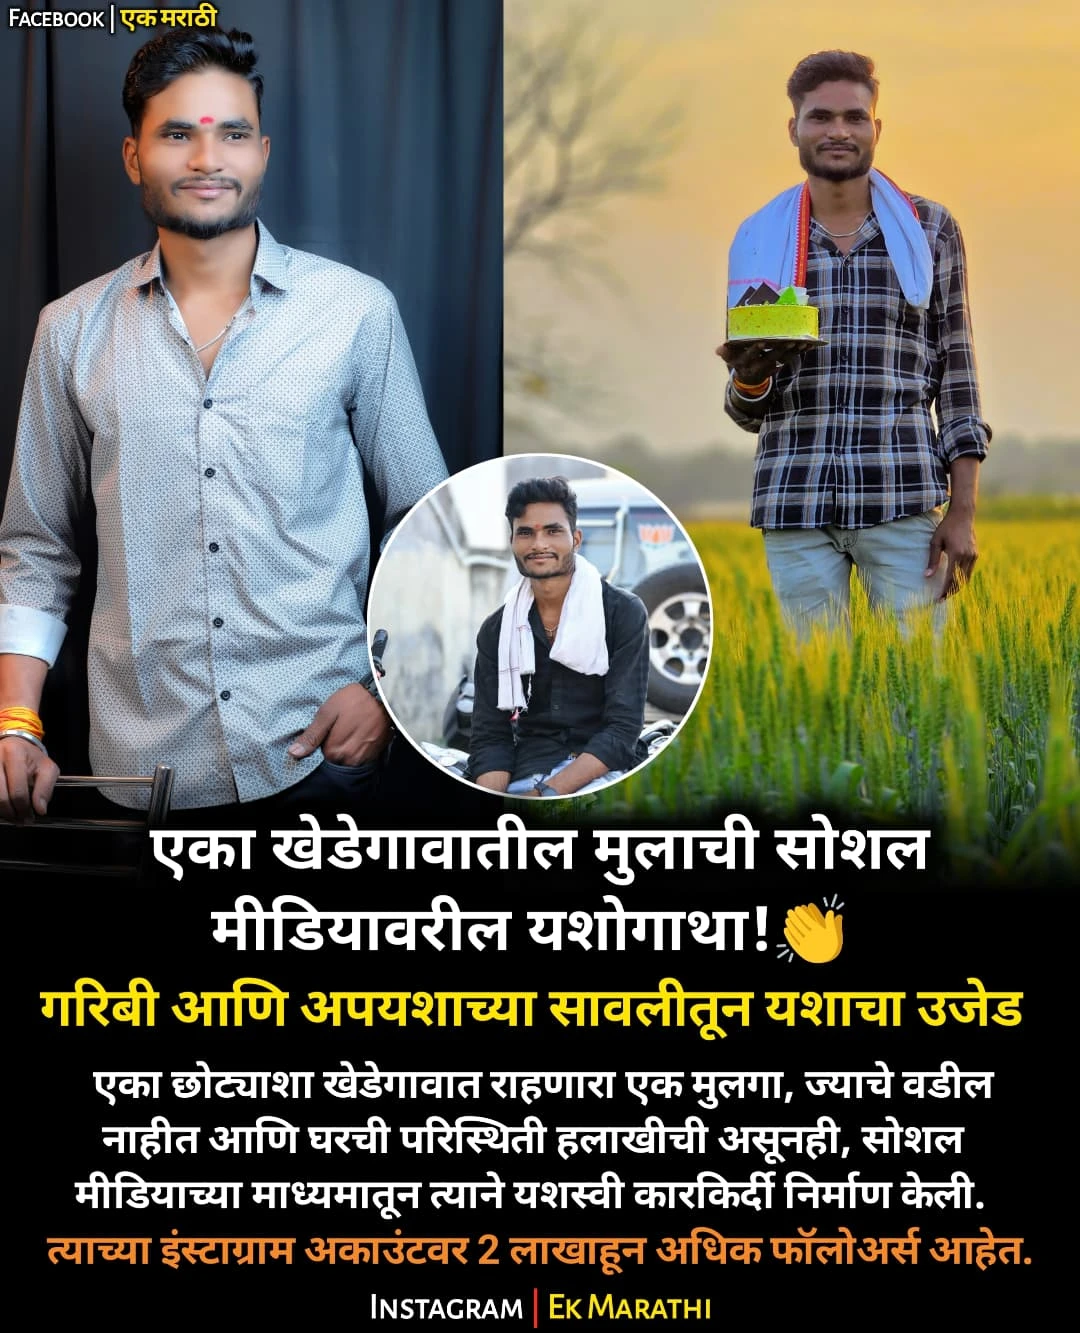 FACEBOOK | एक मराठी
एका खेडेगावातील मुलाची सोशल
मीडियावरील यशोगाथा!👏
गरिबी आणि अपयशाच्या सावलीतून यशाचा उजेड
एका छोट्याशा खेडेगावात राहणारा एक मुलगा, ज्याचे वडील
नाहीत आणि घरची परिस्थिती हलाखीची असूनही, सोशल
मीडियाच्या माध्यमातून त्याने यशस्वी कारकिर्दी निर्माण केली.
त्याच्या इंस्टाग्राम अकाउंटवर 2 लाखाहून अधिक फॉलोअर्स आहेत.
INSTAGRAM | EK MARATHI